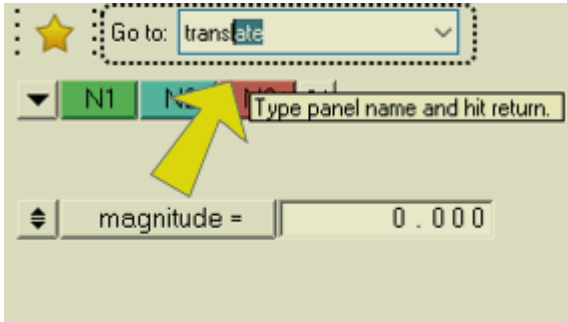 Go to: translate
N1
Type panel name and hit return.
magnitude = 0.000